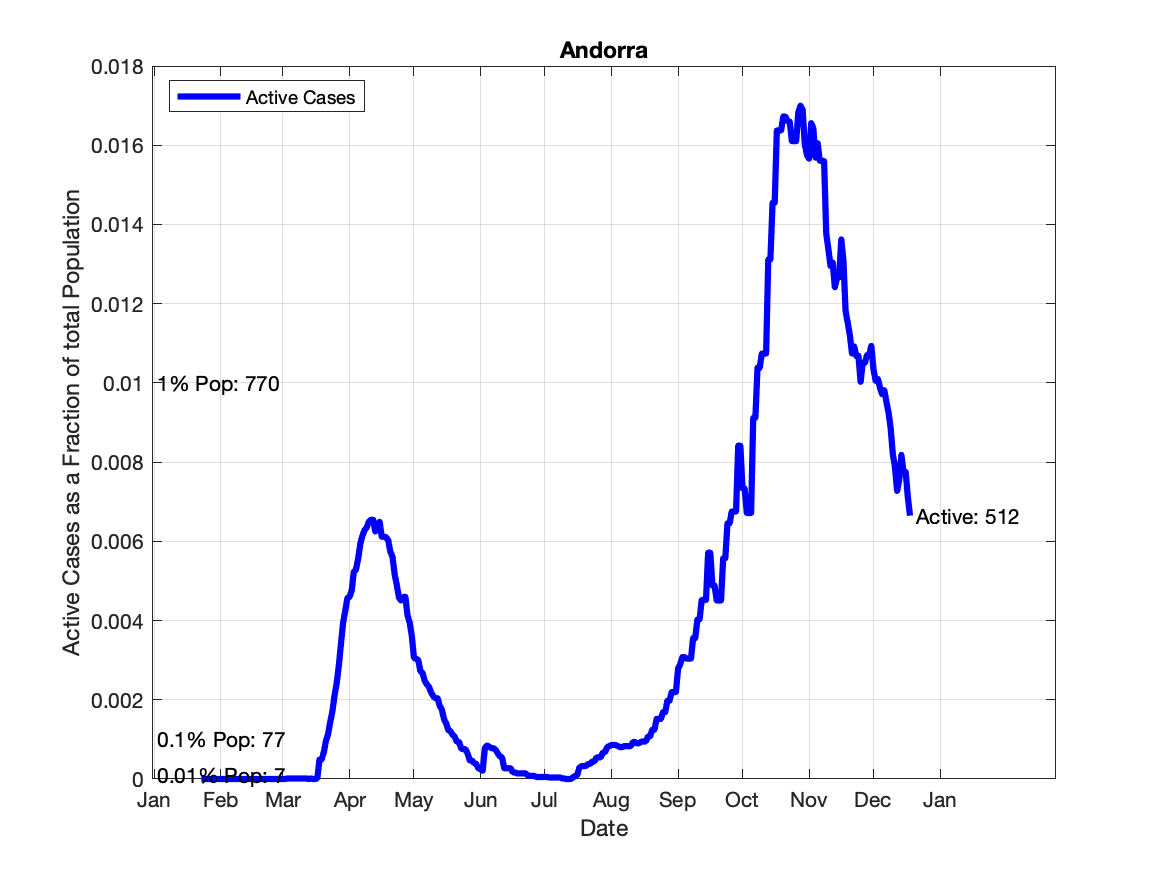 Andorra
Active Cases
0.018
0.016
0.014
0.012
0.01
0.008
0.006
0.004
0.002
0
Active Cases as a Fraction of total Population
1% Pop: 770
0.1% Pop: 77
0.01% Pop: 7
Active: 512
Jan Feb Mar Apr May Jun Jul Aug Sep Oct Nov Dec Jan
Date